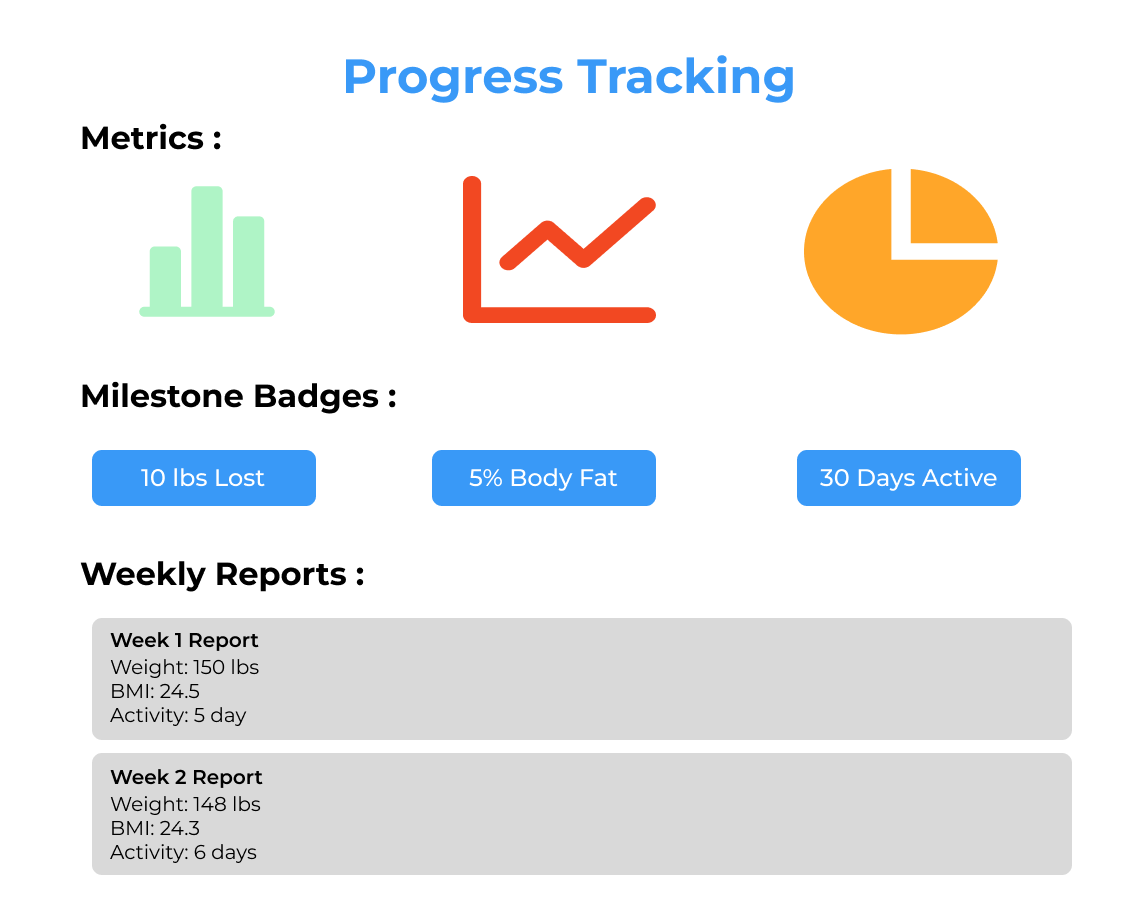 Progress Tracking
Metrics :
Milestone Badges :
10 lbs Lost
5% Body Fat
30 Days Active
Weekly Reports :
Week 1 Report
Weight: 150 lbs
BMI: 24.5
Activity: 5 day
Week 2 Report
Weight: 148 lbs
BMI: 24.3
Activity: 6 days